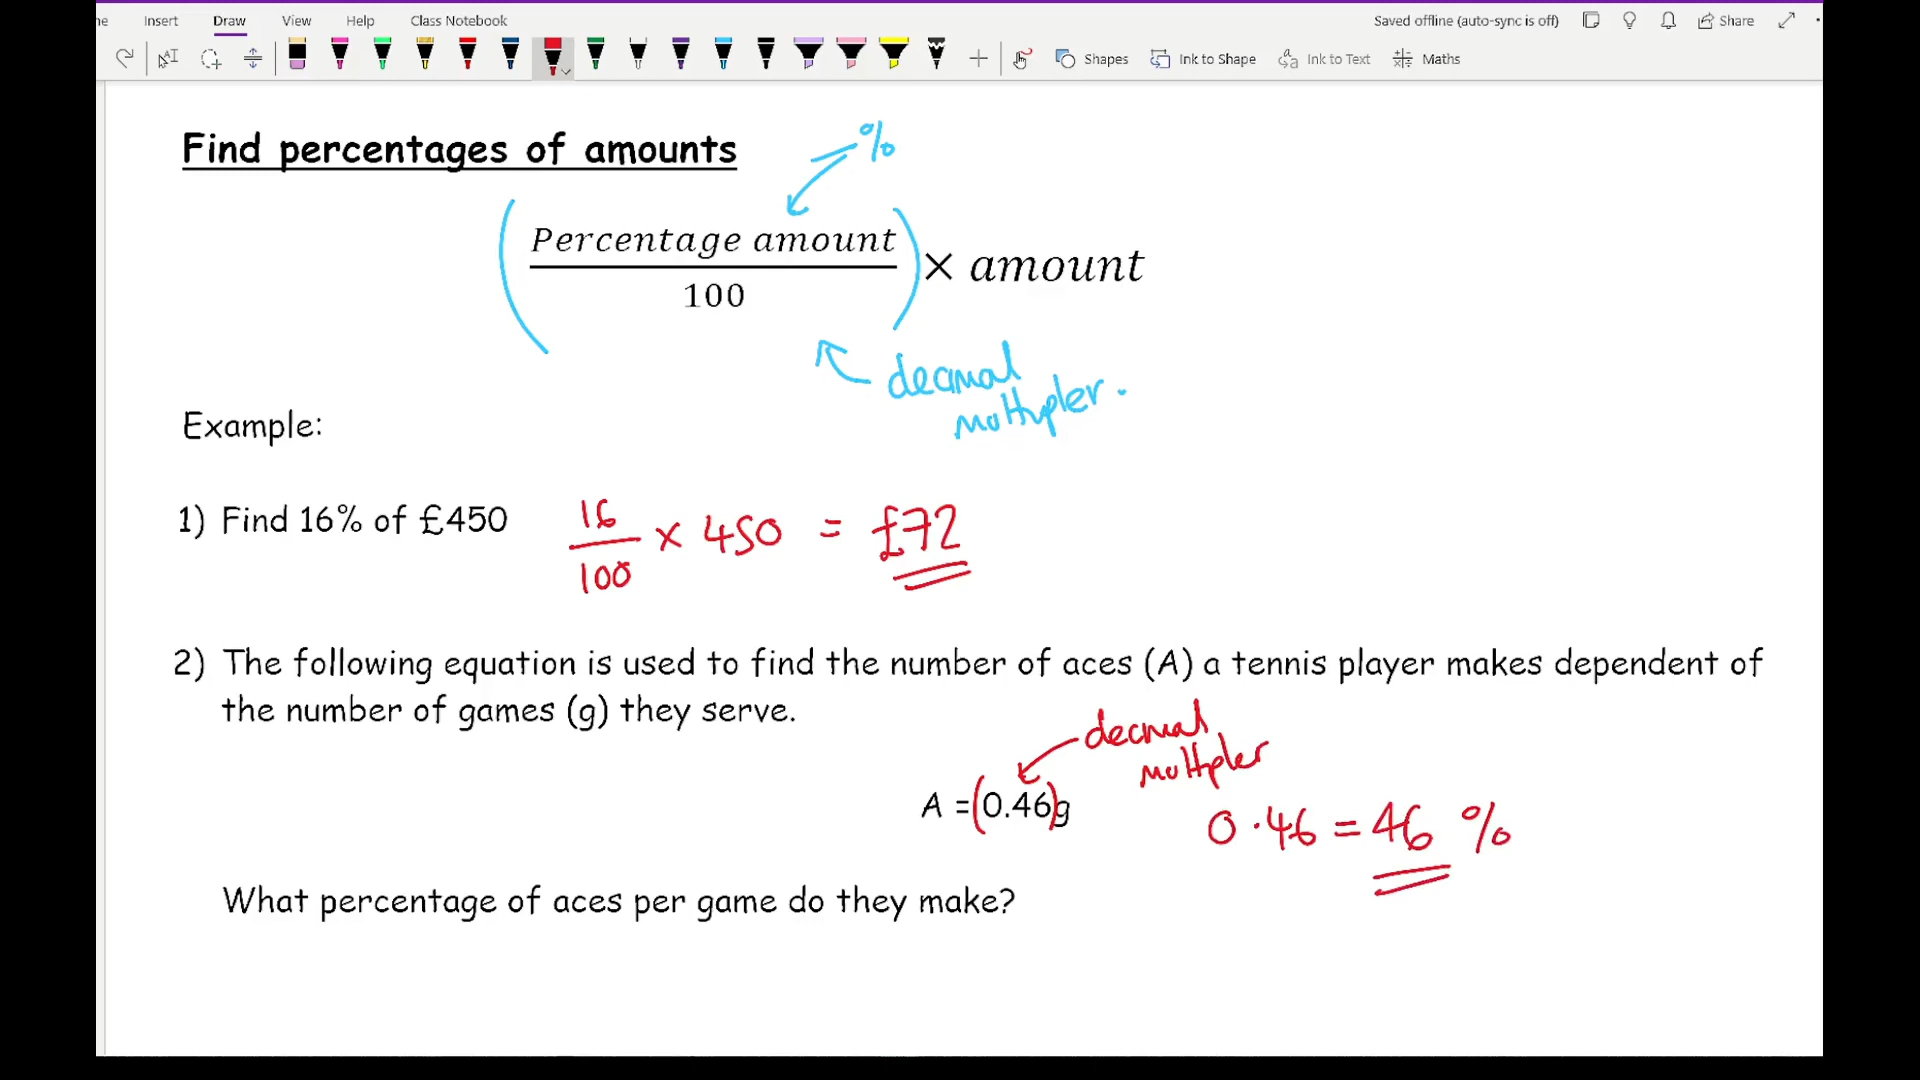 Insert Draw View Help Class Notebook Saved offline (auto-sync is off) Share
Shapes Ink to Shape Ink to Text Maths
Find percentages of amounts
%
Percentage amount
100
× amount
decimal
multipler.
Example:
1) Find 16% of £450
16
100
× 450 = £72
2) The following equation is used to find the number of aces (A) a tennis player makes dependent of
the number of games (g) they serve.
decimal
multipler
A = (0.46)g
0.46 = 46 %
What percentage of aces per game do they make?